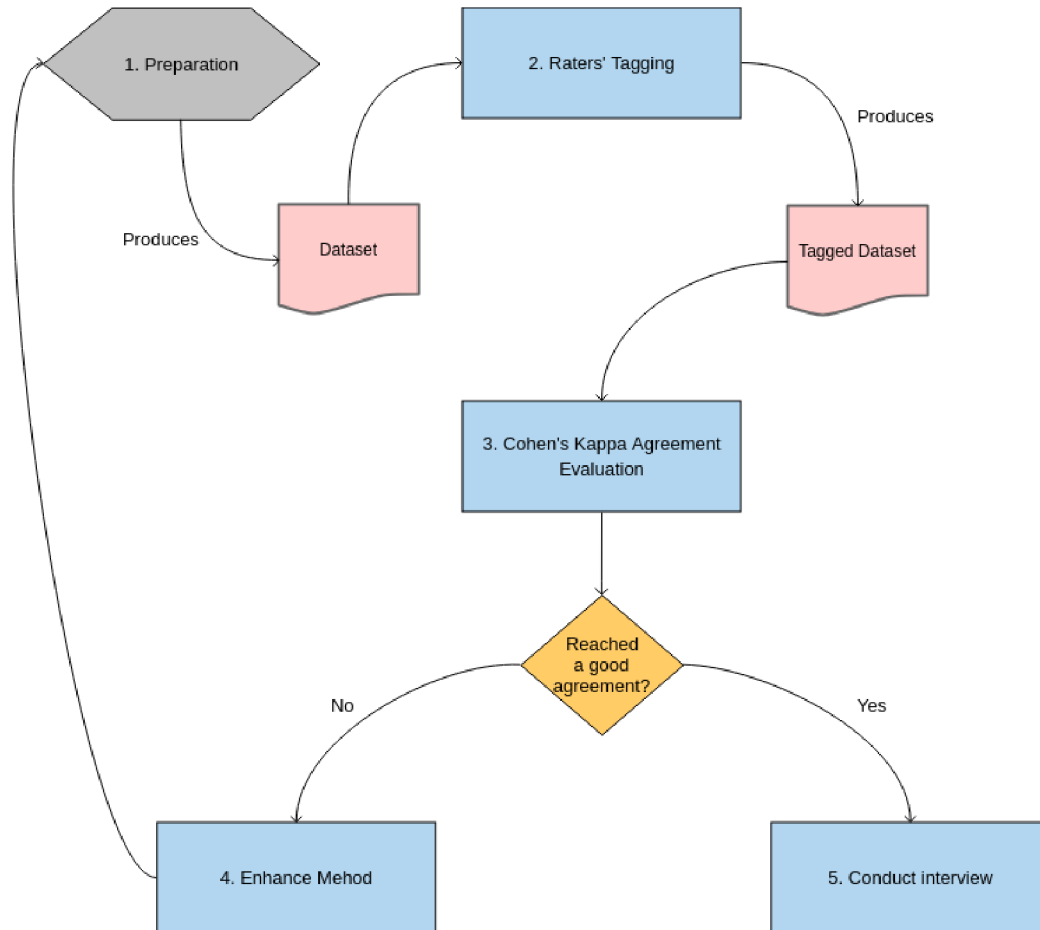 1. Preparation
2. Raters' Tagging
Produces
Produces
Dataset
Tagged Dataset
3. Cohen's Kappa Agreement
Evaluation
Reached
a good
agreement?
No
Yes
4. Enhance Mehod
5. Conduct interview